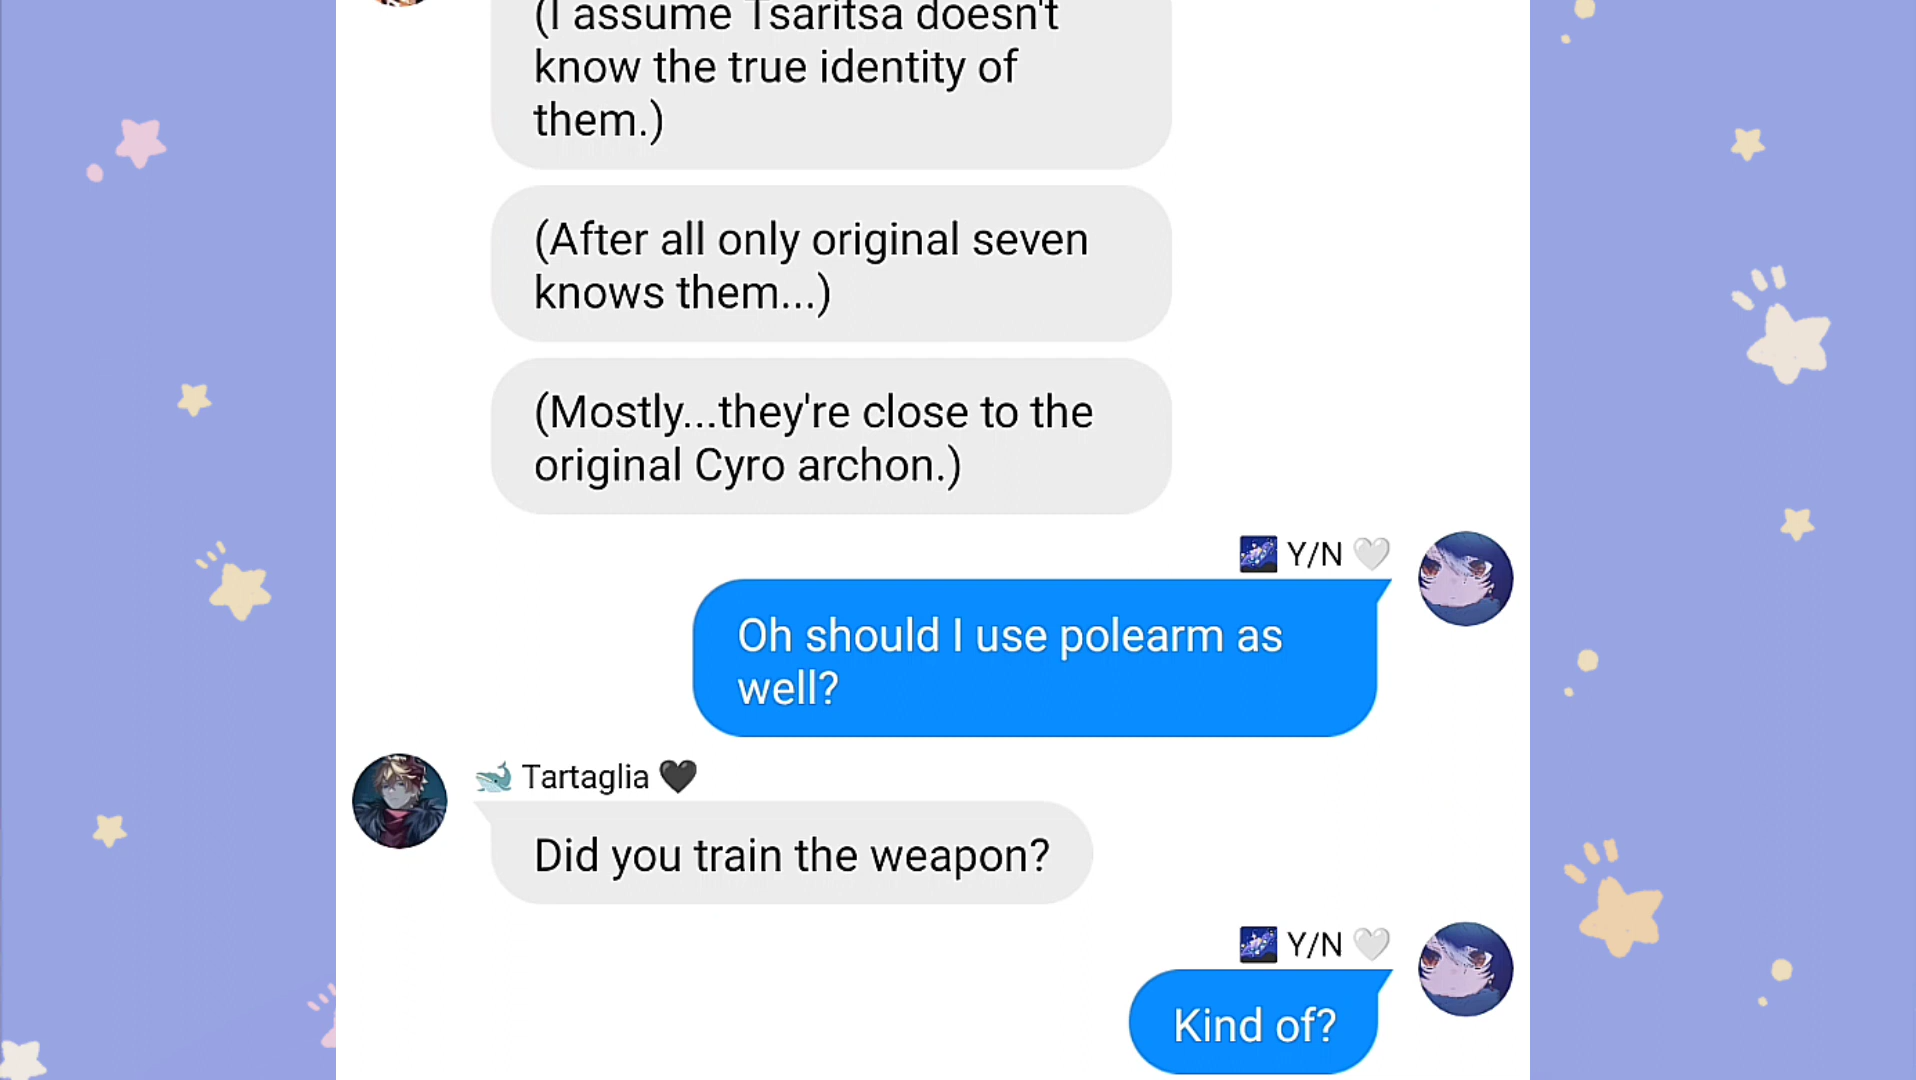 (I assume Tsaritsa doesn't
know the true identity of
them.)
(After all only original seven
knows them...)
(Mostly...they're close to the
original Cyro archon.)
🌌 Y/N 🤍
Oh should I use polearm as
well?
🐋 Tartaglia 🖤
Did you train the weapon?
🌌 Y/N 🤍
Kind of?